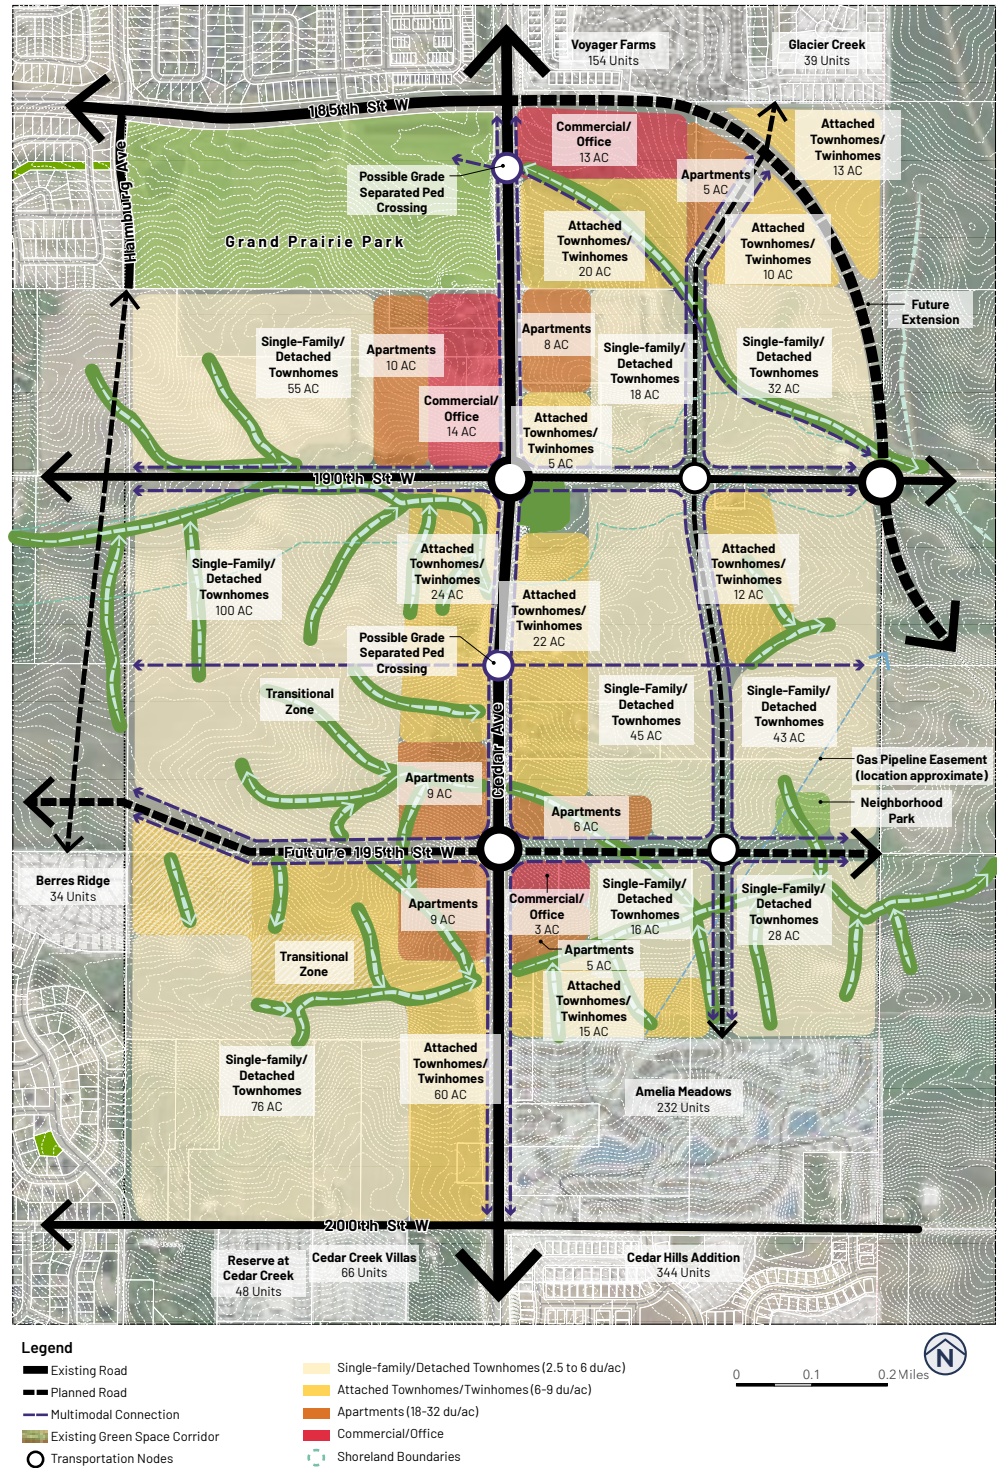 Voyager Farms
154 Units
Glacier Creek
39 Units
185th St W
Hamburg Ave
Commercial/
Office
13 AC
Attached
Townhomes/
Twinhomes
13 AC
Apartments
5 AC
Possible Grade
Separated Ped
Crossing
Grand Prairie Park
Attached
Townhomes/
Twinhomes
20 AC
Attached
Townhomes/
Twinhomes
10 AC
Future
Extension
Single-Family/
Detached
Townhomes
55 AC
Apartments
10 AC
Apartments
8 AC
Single-family/
Detached
Townhomes
18 AC
Single-family/
Detached
Townhomes
32 AC
Commercial/
Office
14 AC
Attached
Townhomes/
Twinhomes
5 AC
190th St W
Single-Family/
Detached
Townhomes
100 AC
Attached
Townhomes/
Twinhomes
24 AC
Attached
Townhomes/
Twinhomes
12 AC
Attached
Townhomes/
Twinhomes
22 AC
Possible Grade
Separated Ped
Crossing
Transitional
Zone
Single-Family/
Detached
Townhomes
45 AC
Single-Family/
Detached
Townhomes
43 AC
Cedar Ave
Gas Pipeline Easement
(location approximate)
Apartments
9 AC
Neighborhood
Park
Apartments
6 AC
Future 195th St W
Berres Ridge
34 Units
Apartments
9 AC
Commercial/
Office
3 AC
Single-Family/
Detached
Townhomes
16 AC
Single-Family/
Detached
Townhomes
28 AC
Transitional
Zone
Apartments
5 AC
Attached
Townhomes/
Twinhomes
15 AC
Single-family/
Detached
Townhomes
76 AC
Attached
Townhomes/
Twinhomes
60 AC
Amelia Meadows
232 Units
200th St W
Reserve at
Cedar Creek
48 Units
Cedar Creek Villas
66 Units
Cedar Hills Addition
344 Units
Legend
Existing Road
Planned Road
Multimodal Connection
Existing Green Space Corridor
Transportation Nodes
Single-family/Detached Townhomes (2.5 to 6 du/ac)
Attached Townhomes/Twinhomes (6-9 du/ac)
Apartments (18-32 du/ac)
Commercial/Office
Shoreland Boundaries
0 0.1 0.2 Miles
N